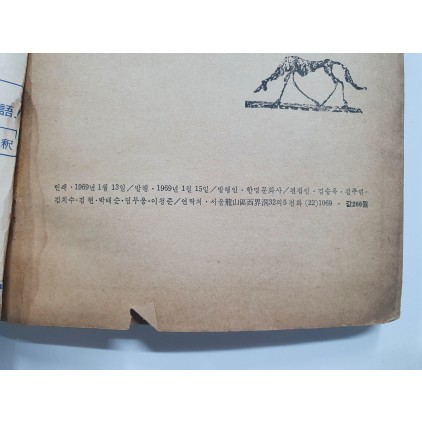 語
釈
인쇄·1969년 1월 13일/발행·1969년 1월 15일/발행인·한명문화사/편집인·김승옥·김주연·
김치수·김현·박태순·염무웅·이청준/연락처·서울龍山區西界洞32의5 전화 (22)1069 · 값200원